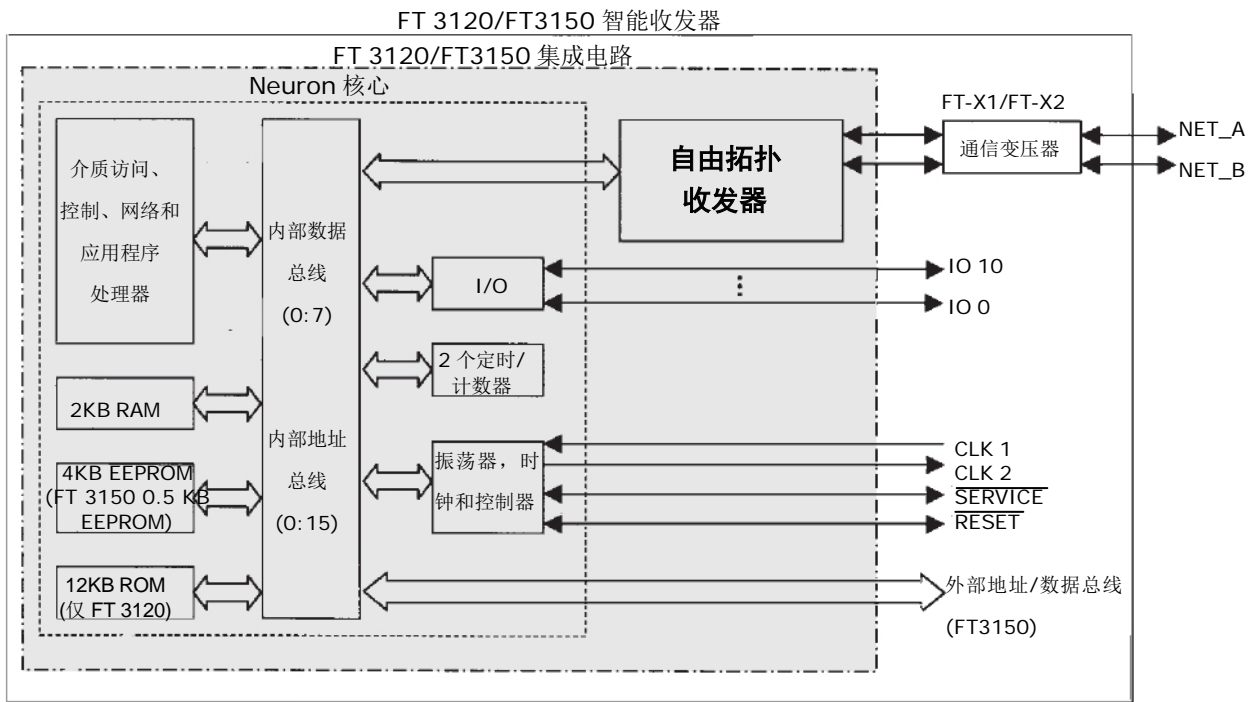 FT 3120/FT3150 智能收发器
FT 3120/FT3150 集成电路
Neuron 核心
介质访问、
控制、网络和
应用程序
处理器
2KB RAM
4KB EEPROM
(FT 3150 0.5 KB
EEPROM)
12KB ROM
(仅 FT 3120)
内部数据
总线
(0:7)
内部地址
总线
(0:15)
自由拓扑
收发器
I/O
2 个定时/
计数器
振荡器，时
钟和控制器
FT-X1/FT-X2
通信变压器
NET_A
NET_B
IO 10
IO 0
CLK 1
CLK 2
SERVICE
RESET
外部地址/数据总线
(FT3150)